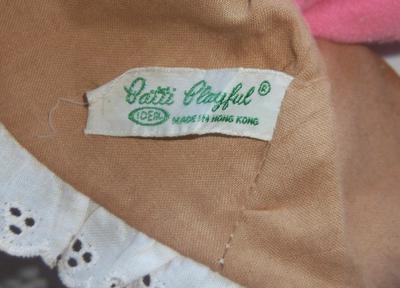 Patti Playful ®
IDEAL MADE IN HONG KONG